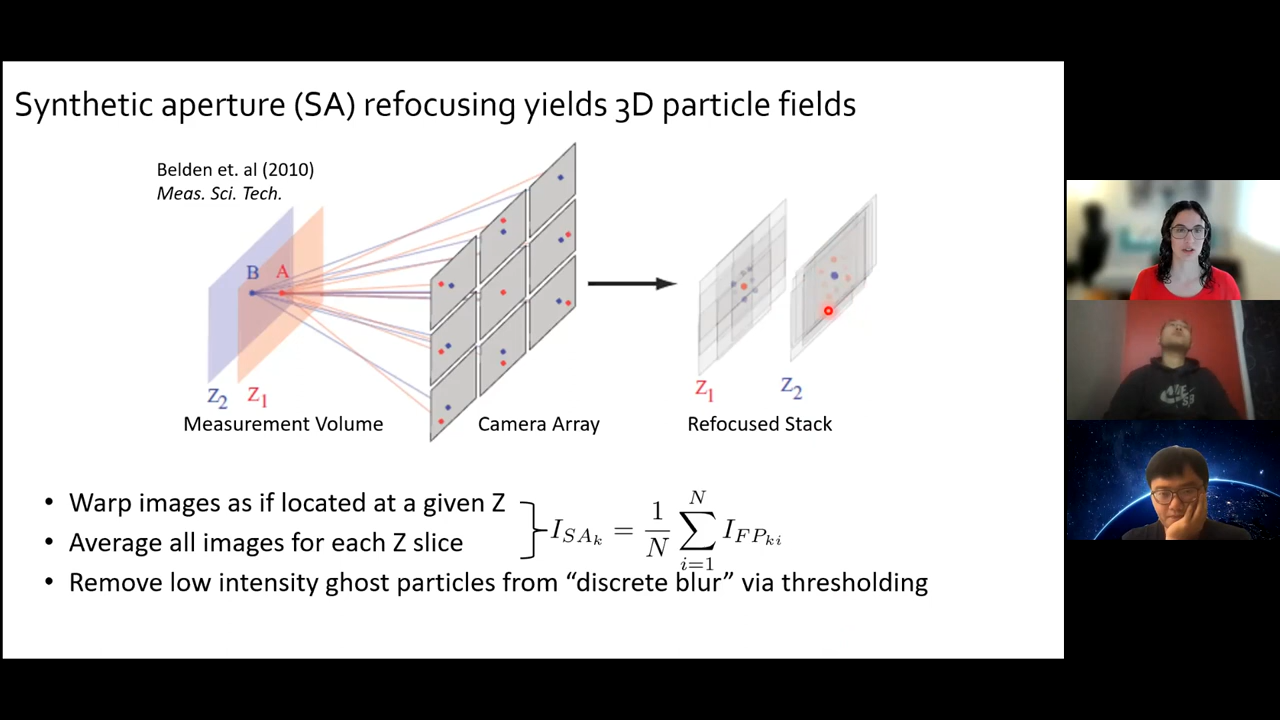 Synthetic aperture (SA) refocusing yields 3D particle fields
Belden et. al (2010)
Meas. Sci. Tech.
B A
Z2 Z1
Measurement Volume
Camera Array
Z1
Z2
Refocused Stack
• Warp images as if located at a given Z
• Average all images for each Z slice
I_{SA_k} = \frac{1}{N} \sum_{i=1}^{N} I_{FP_{ki}}
• Remove low intensity ghost particles from “discrete blur” via thresholding